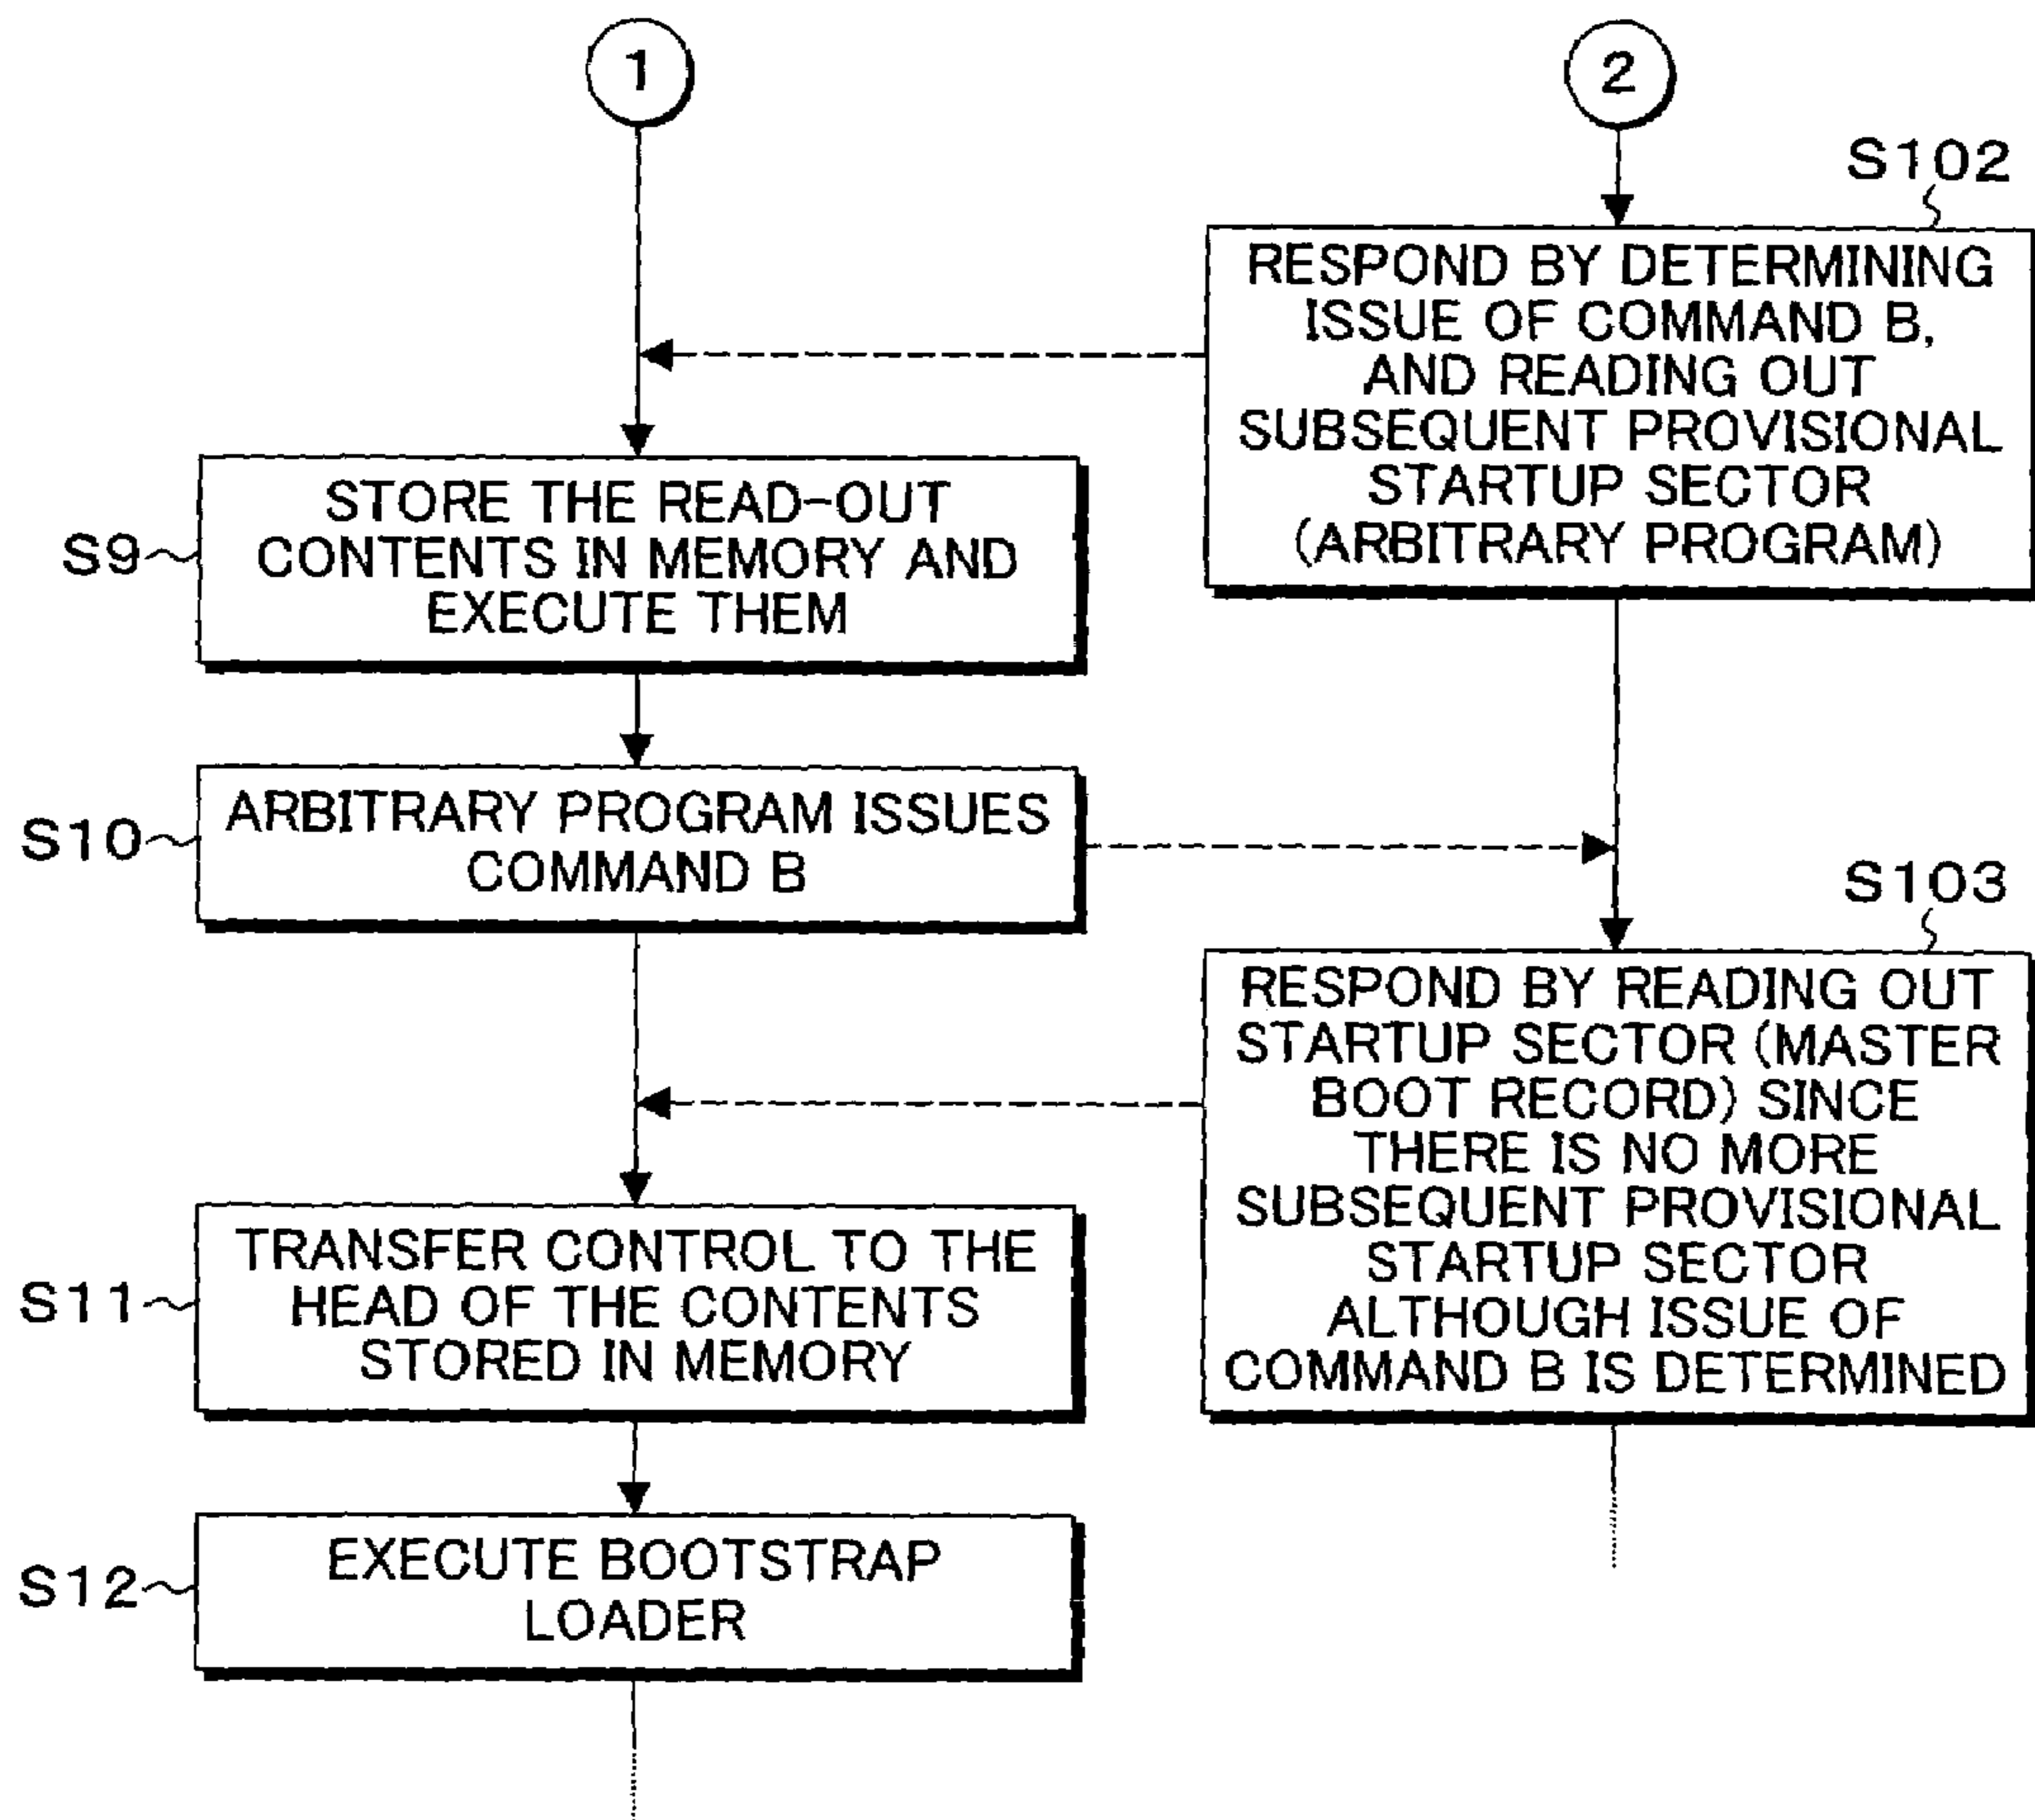 1
2
S102
RESPOND BY DETERMINING
ISSUE OF COMMAND B,
AND READING OUT
SUBSEQUENT PROVISIONAL
STARTUP SECTOR
(ARBITRARY PROGRAM)
S9
STORE THE READ-OUT
CONTENTS IN MEMORY AND
EXECUTE THEM
S10
ARBITRARY PROGRAM ISSUES
COMMAND B
S103
RESPOND BY READING OUT
STARTUP SECTOR (MASTER
BOOT RECORD) SINCE
THERE IS NO MORE
SUBSEQUENT PROVISIONAL
STARTUP SECTOR
ALTHOUGH ISSUE OF
COMMAND B IS DETERMINED
S11
TRANSFER CONTROL TO THE
HEAD OF THE CONTENTS
STORED IN MEMORY
S12
EXECUTE BOOTSTRAP
LOADER